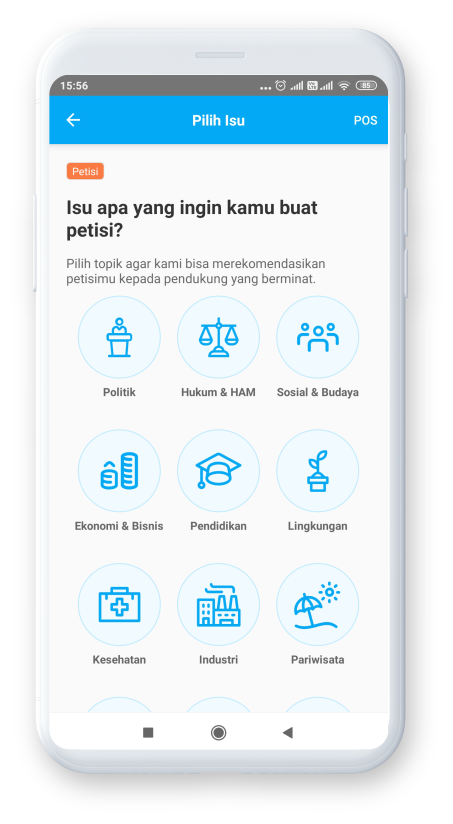 15:56
85
Pilih Isu
POS
Petisi
Isu apa yang ingin kamu buat
petisi?
Pilih topik agar kami bisa merekomendasikan
petisimu kepada pendukung yang berminat.
Politik
Hukum & HAM
Sosial & Budaya
Ekonomi & Bisnis
Pendidikan
Lingkungan
Kesehatan
Industri
Pariwisata